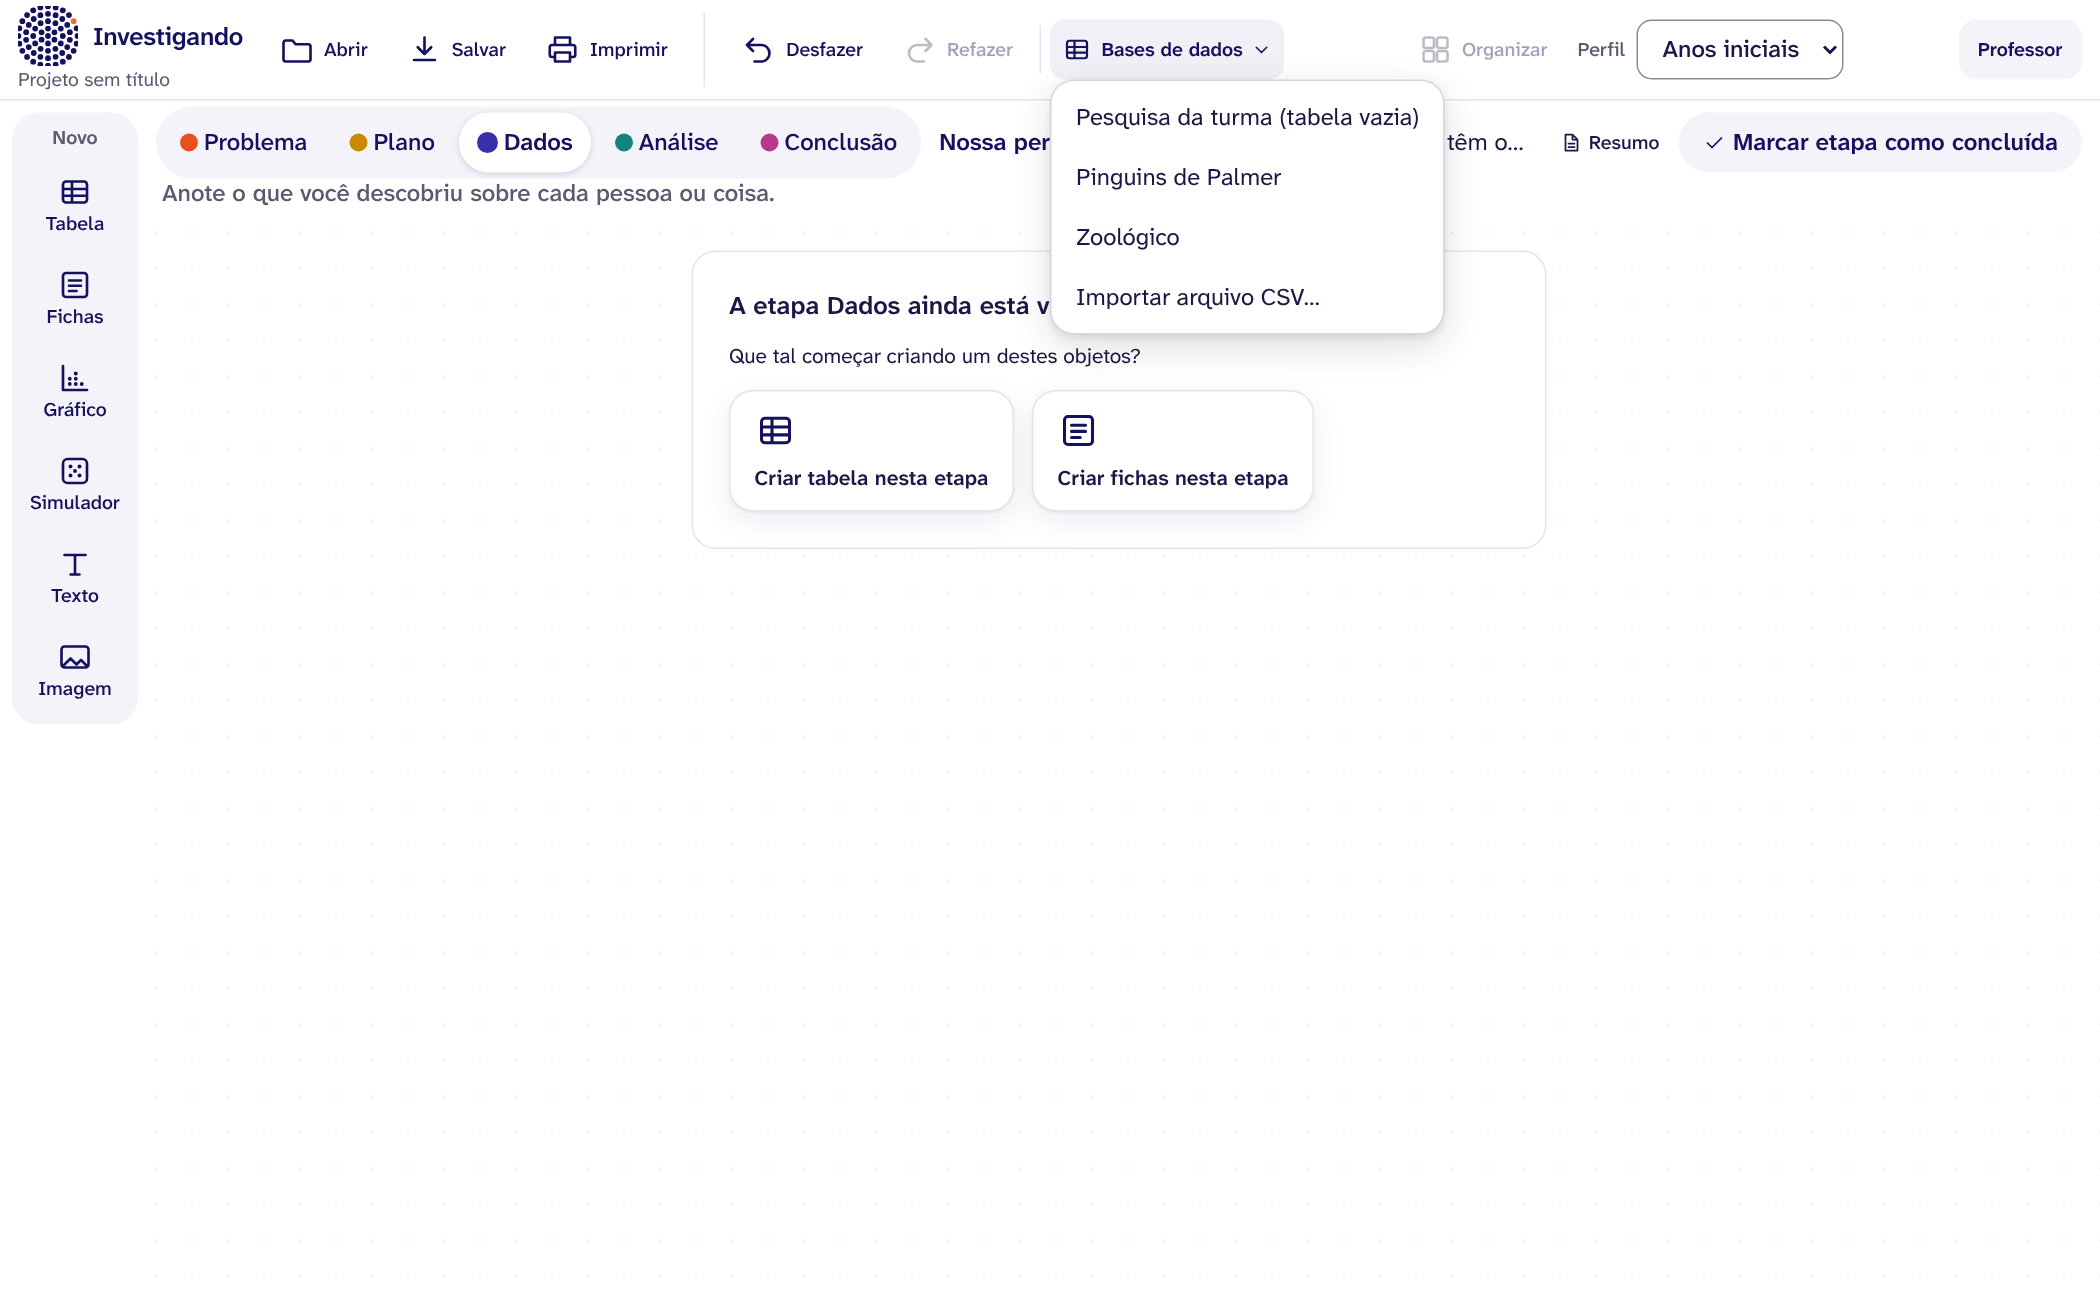 Investigando
Projeto sem título
Abrir
Salvar
Imprimir
Desfazer
Refazer
Bases de dados
Organizar
Perfil
Anos iniciais
Professor
Novo
Tabela
Fichas
Gráfico
Simulador
Texto
Imagem
Problema
Plano
Dados
Análise
Conclusão
Nossa per
têm o...
Resumo
Marcar etapa como concluída
Anote o que você descobriu sobre cada pessoa ou coisa.
Pesquisa da turma (tabela vazia)
Pinguins de Palmer
Zoológico
Importar arquivo CSV...
A etapa Dados ainda está v
Que tal começar criando um destes objetos?
Criar tabela nesta etapa
Criar fichas nesta etapa